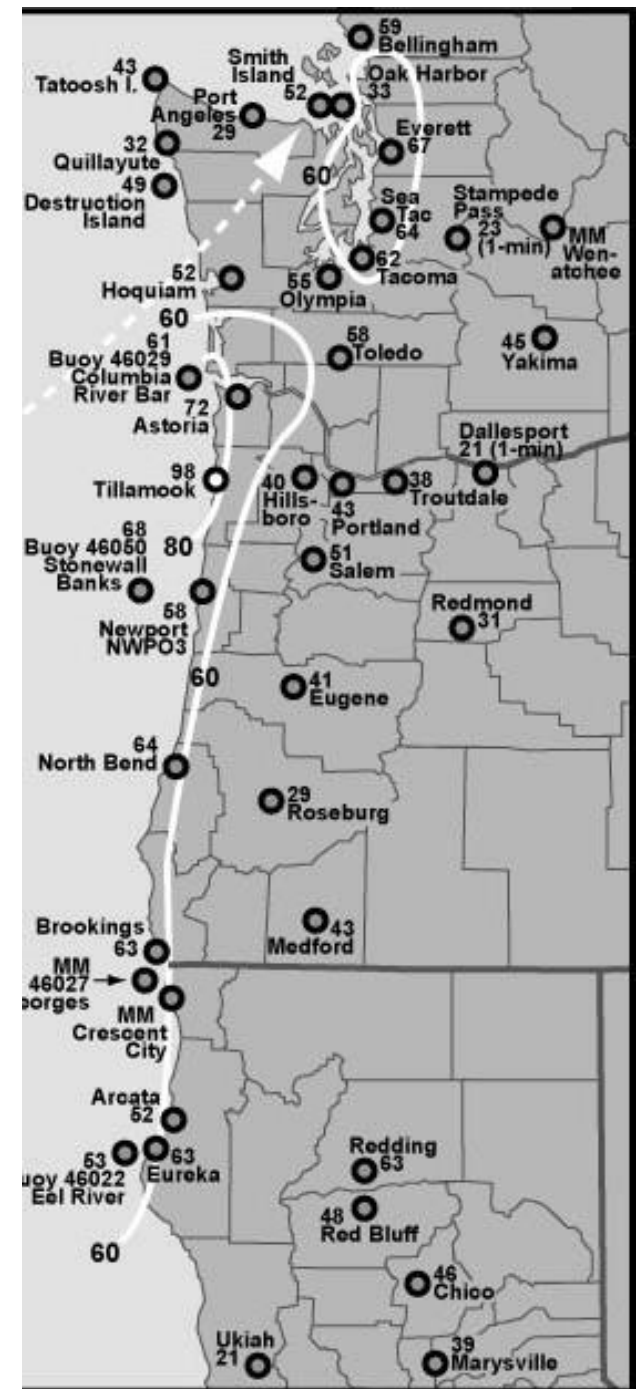 59
Bellingham
Smith
Island
Oak Harbor
43
Tatoosh I.
52
33
Port
Angeles
29
Everett
67
32
Quillayute
60
49
Destruction
Island
Sea
Tac
64
Stampede
Pass
23
(1-min)
MM
Wen-
atchee
62
Tacoma
52
Hoquiam
55
Olympia
60
61
Buoy 46029
Columbia
River Bar
58
Toledo
45
Yakima
72
Astoria
Dallesport
21 (1-min)
98
Tillamook
40
Hills-
boro
43
Portland
38
Troutdale
68
Buoy 46050
Stonewall
Banks
80
51
Salem
58
Newport
NWPO3
Redmond
31
60
41
Eugene
64
North Bend
29
Roseburg
Brookings
63
43
Medford
MM
46027
eorges
MM
Crescent
City
Arcata
52
53
uoy 46022
Eel River
63
Eureka
Redding
63
48
Red Bluff
60
46
Chico
Ukiah
21
39
Marysville